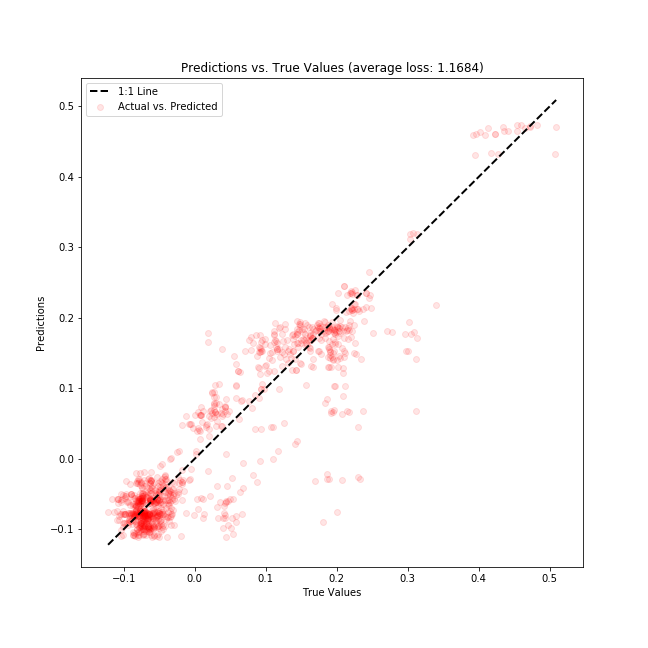 Predictions vs. True Values (average loss: 1.1684)
1:1 Line
Actual vs. Predicted
0.5
0.4
0.3
0.2
0.1
0.0
−0.1
Predictions
−0.1 0.0 0.1 0.2 0.3 0.4 0.5
True Values